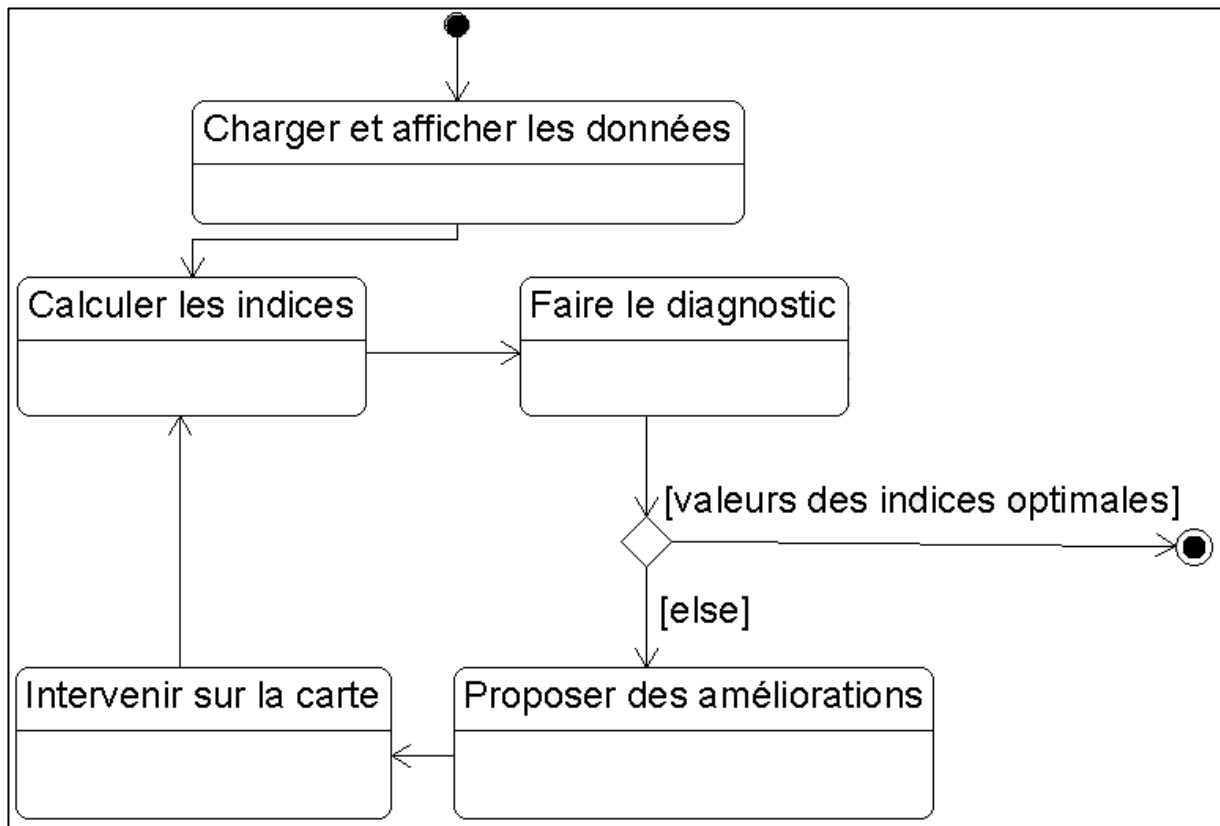 Charger et afficher les données
Calculer les indices
Faire le diagnostic
[valeurs des indices optimales]
[else]
Intervenir sur la carte
Proposer des améliorations